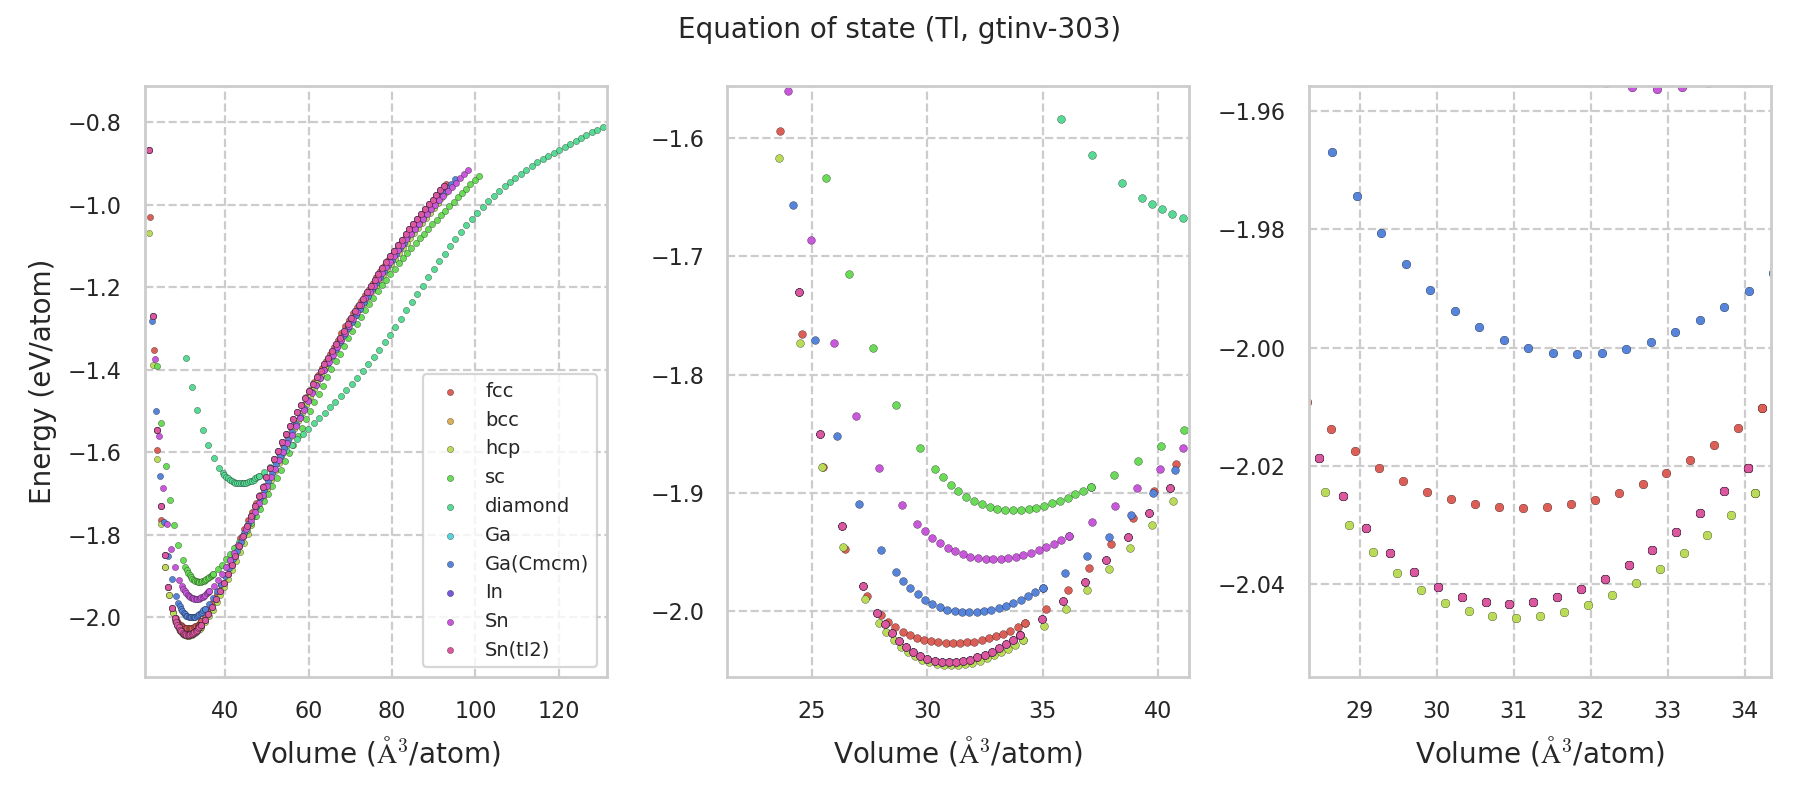 Equation of state (Tl, gtinv-303)
Energy (eV/atom)
−0.8
−1.0
−1.2
−1.4
−1.6
−1.8
−2.0
40 60 80 100 120
Volume (Å³/atom)
fcc
bcc
hcp
sc
diamond
Ga
Ga(Cmcm)
In
Sn
Sn(tI2)
−1.6
−1.7
−1.8
−1.9
−2.0
25 30 35 40
Volume (Å³/atom)
−1.96
−1.98
−2.00
−2.02
−2.04
29 30 31 32 33 34
Volume (Å³/atom)